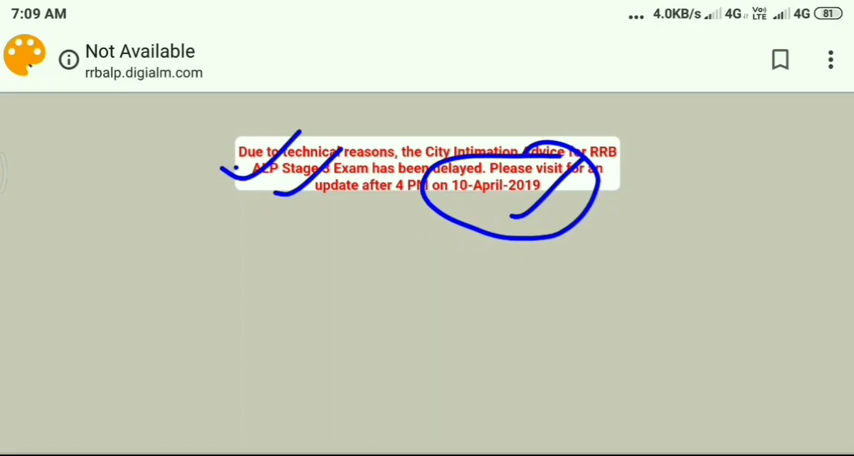 7:09 AM
... 4.0KB/s 4G Vo) LTE 4G 81
Not Available
rrbalp.digialm.com
Due to technical reasons, the City Intimation Advice for RRB
ALP Stage 3 Exam has been delayed. Please visit for an
update after 4 PM on 10-April-2019